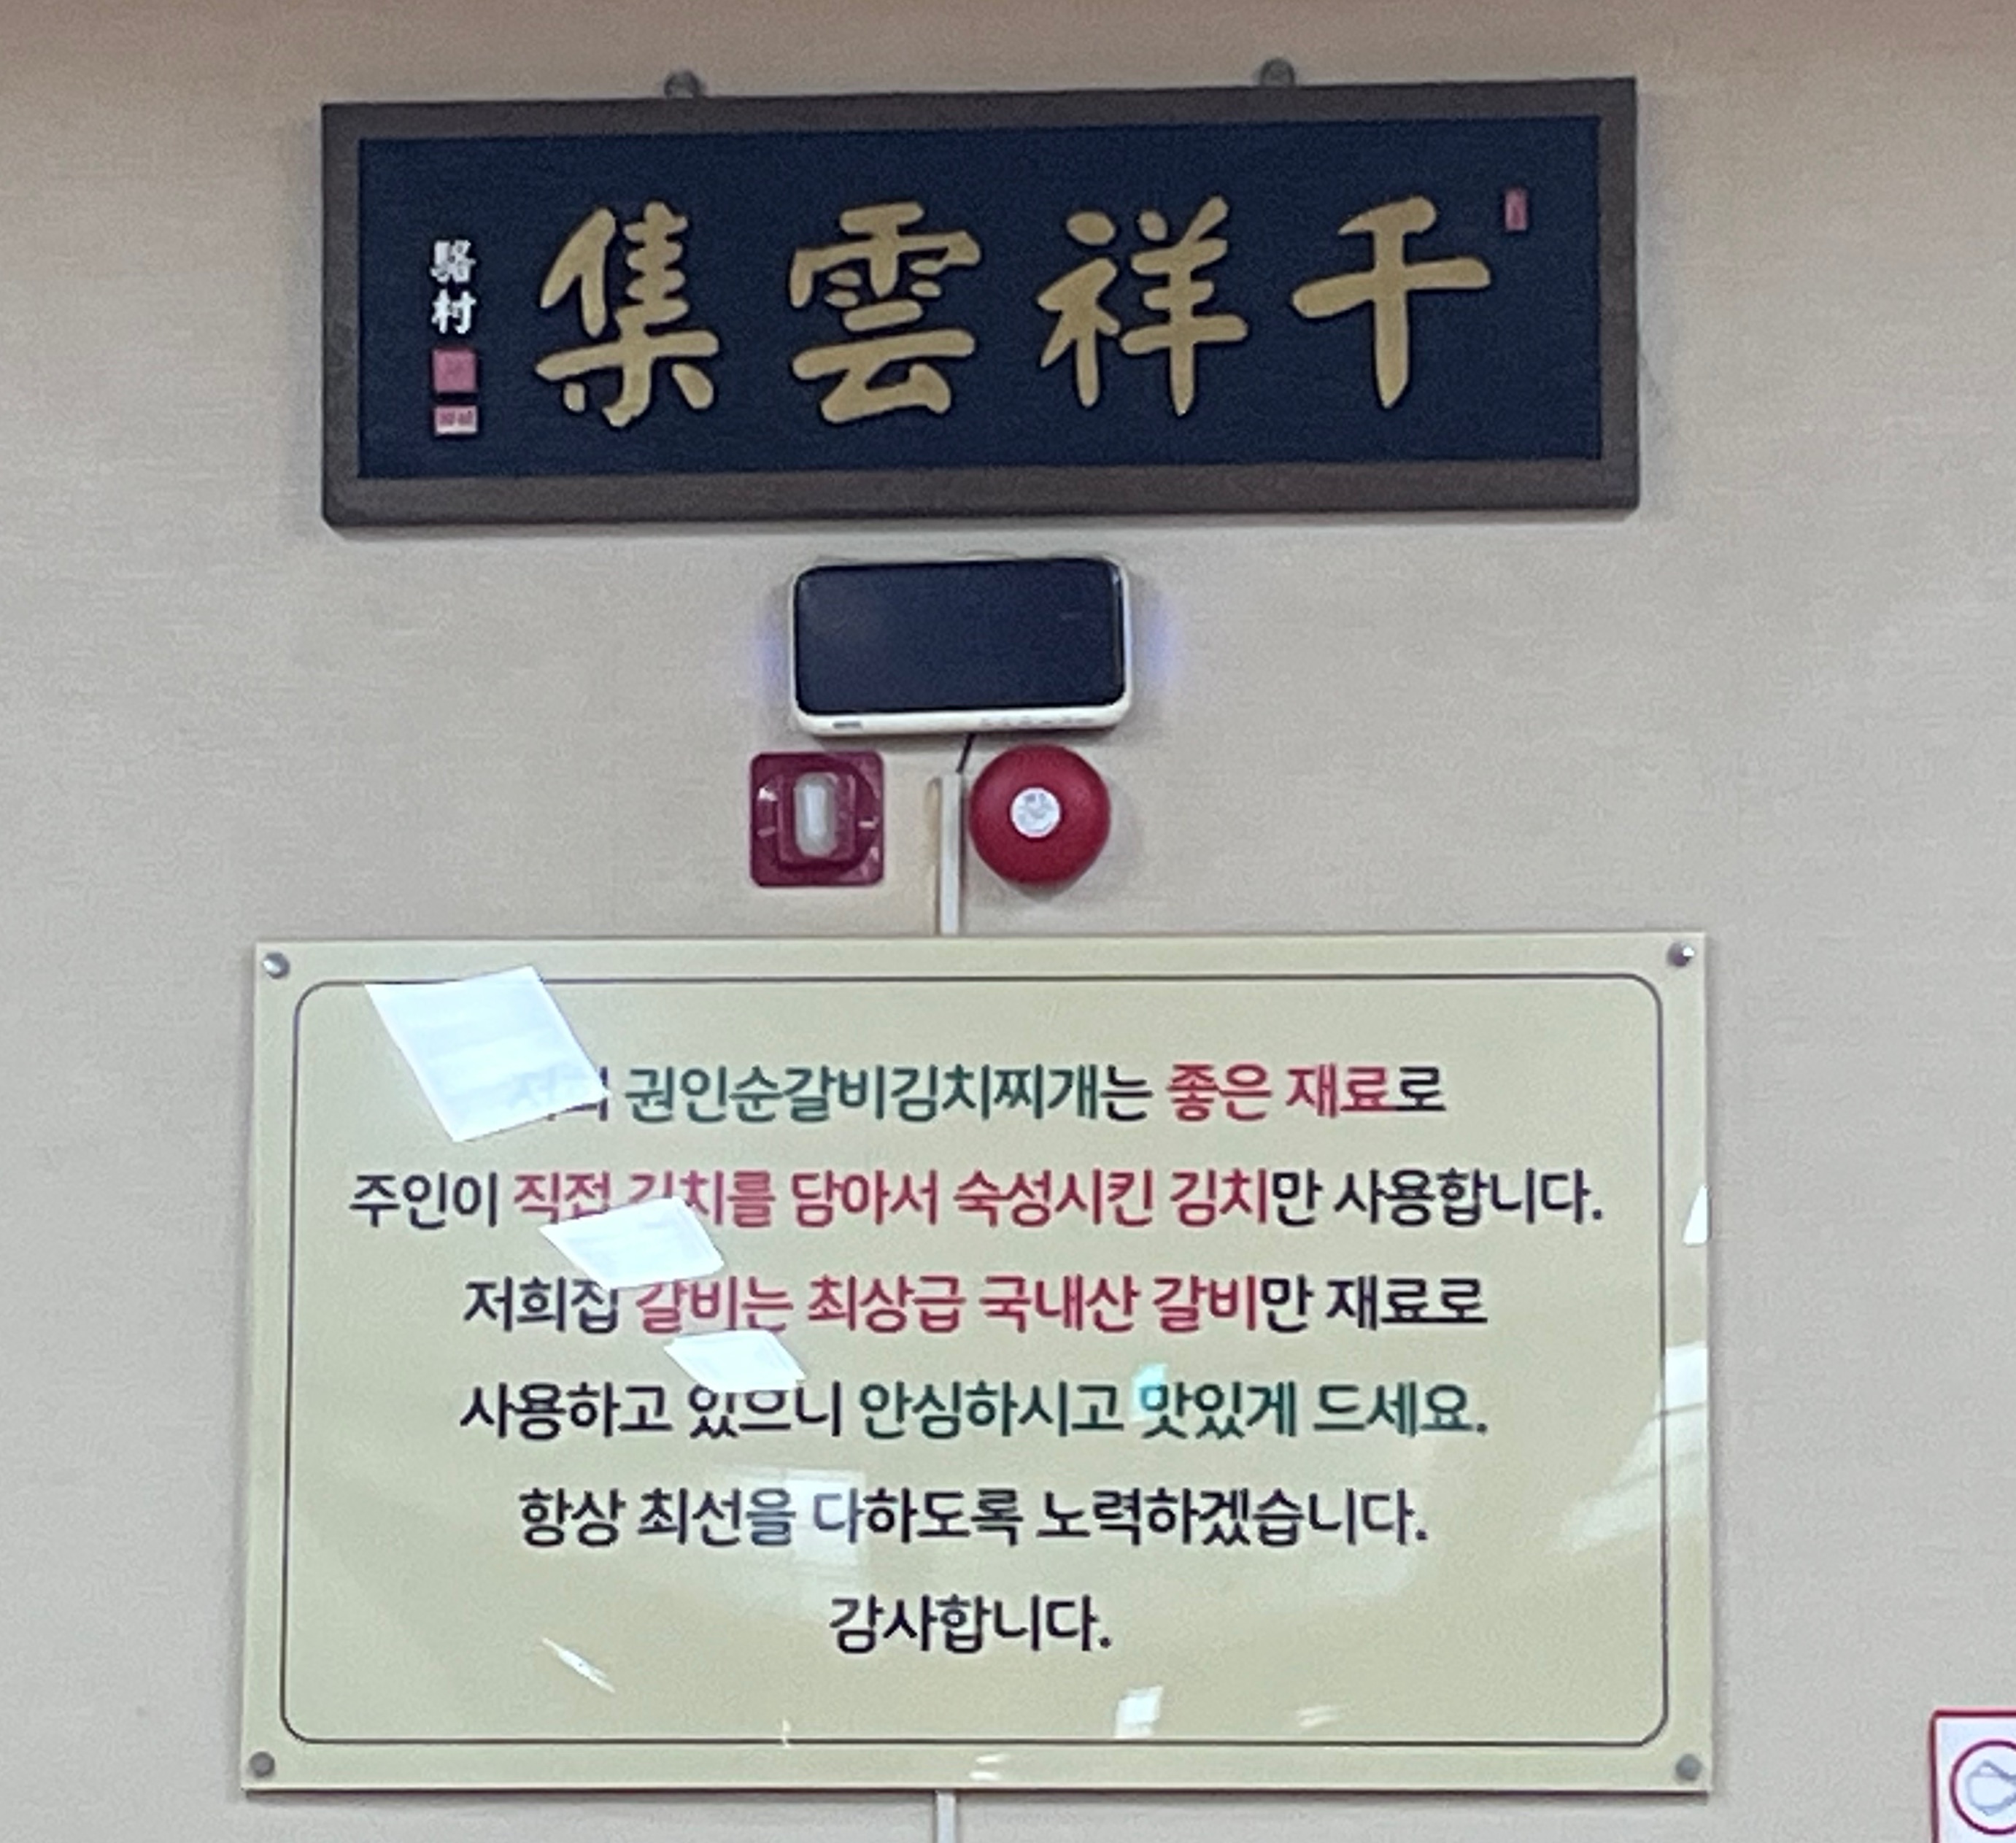 千祥雲集
駱村
저희 권인순갈비김치찌개는 좋은 재료로
주인이 직접 김치를 담아서 숙성시킨 김치만 사용합니다.
저희집 갈비는 최상급 국내산 갈비만 재료로
사용하고 있으니 안심하시고 맛있게 드세요.
항상 최선을 다하도록 노력하겠습니다.
감사합니다.